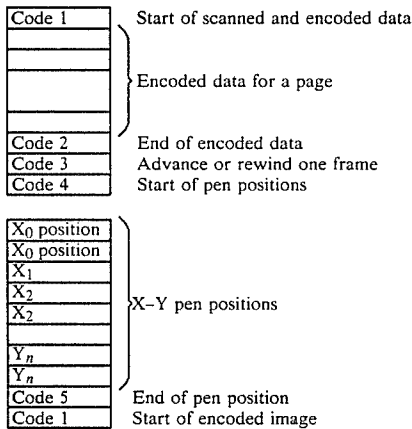 Code 1 Start of scanned and encoded data
Encoded data for a page
Code 2 End of encoded data
Code 3 Advance or rewind one frame
Code 4 Start of pen positions
X0 position
X0 position
X1
X2
X–Y pen positions
X2
Yn
Yn
Code 5 End of pen position
Code 1 Start of encoded image